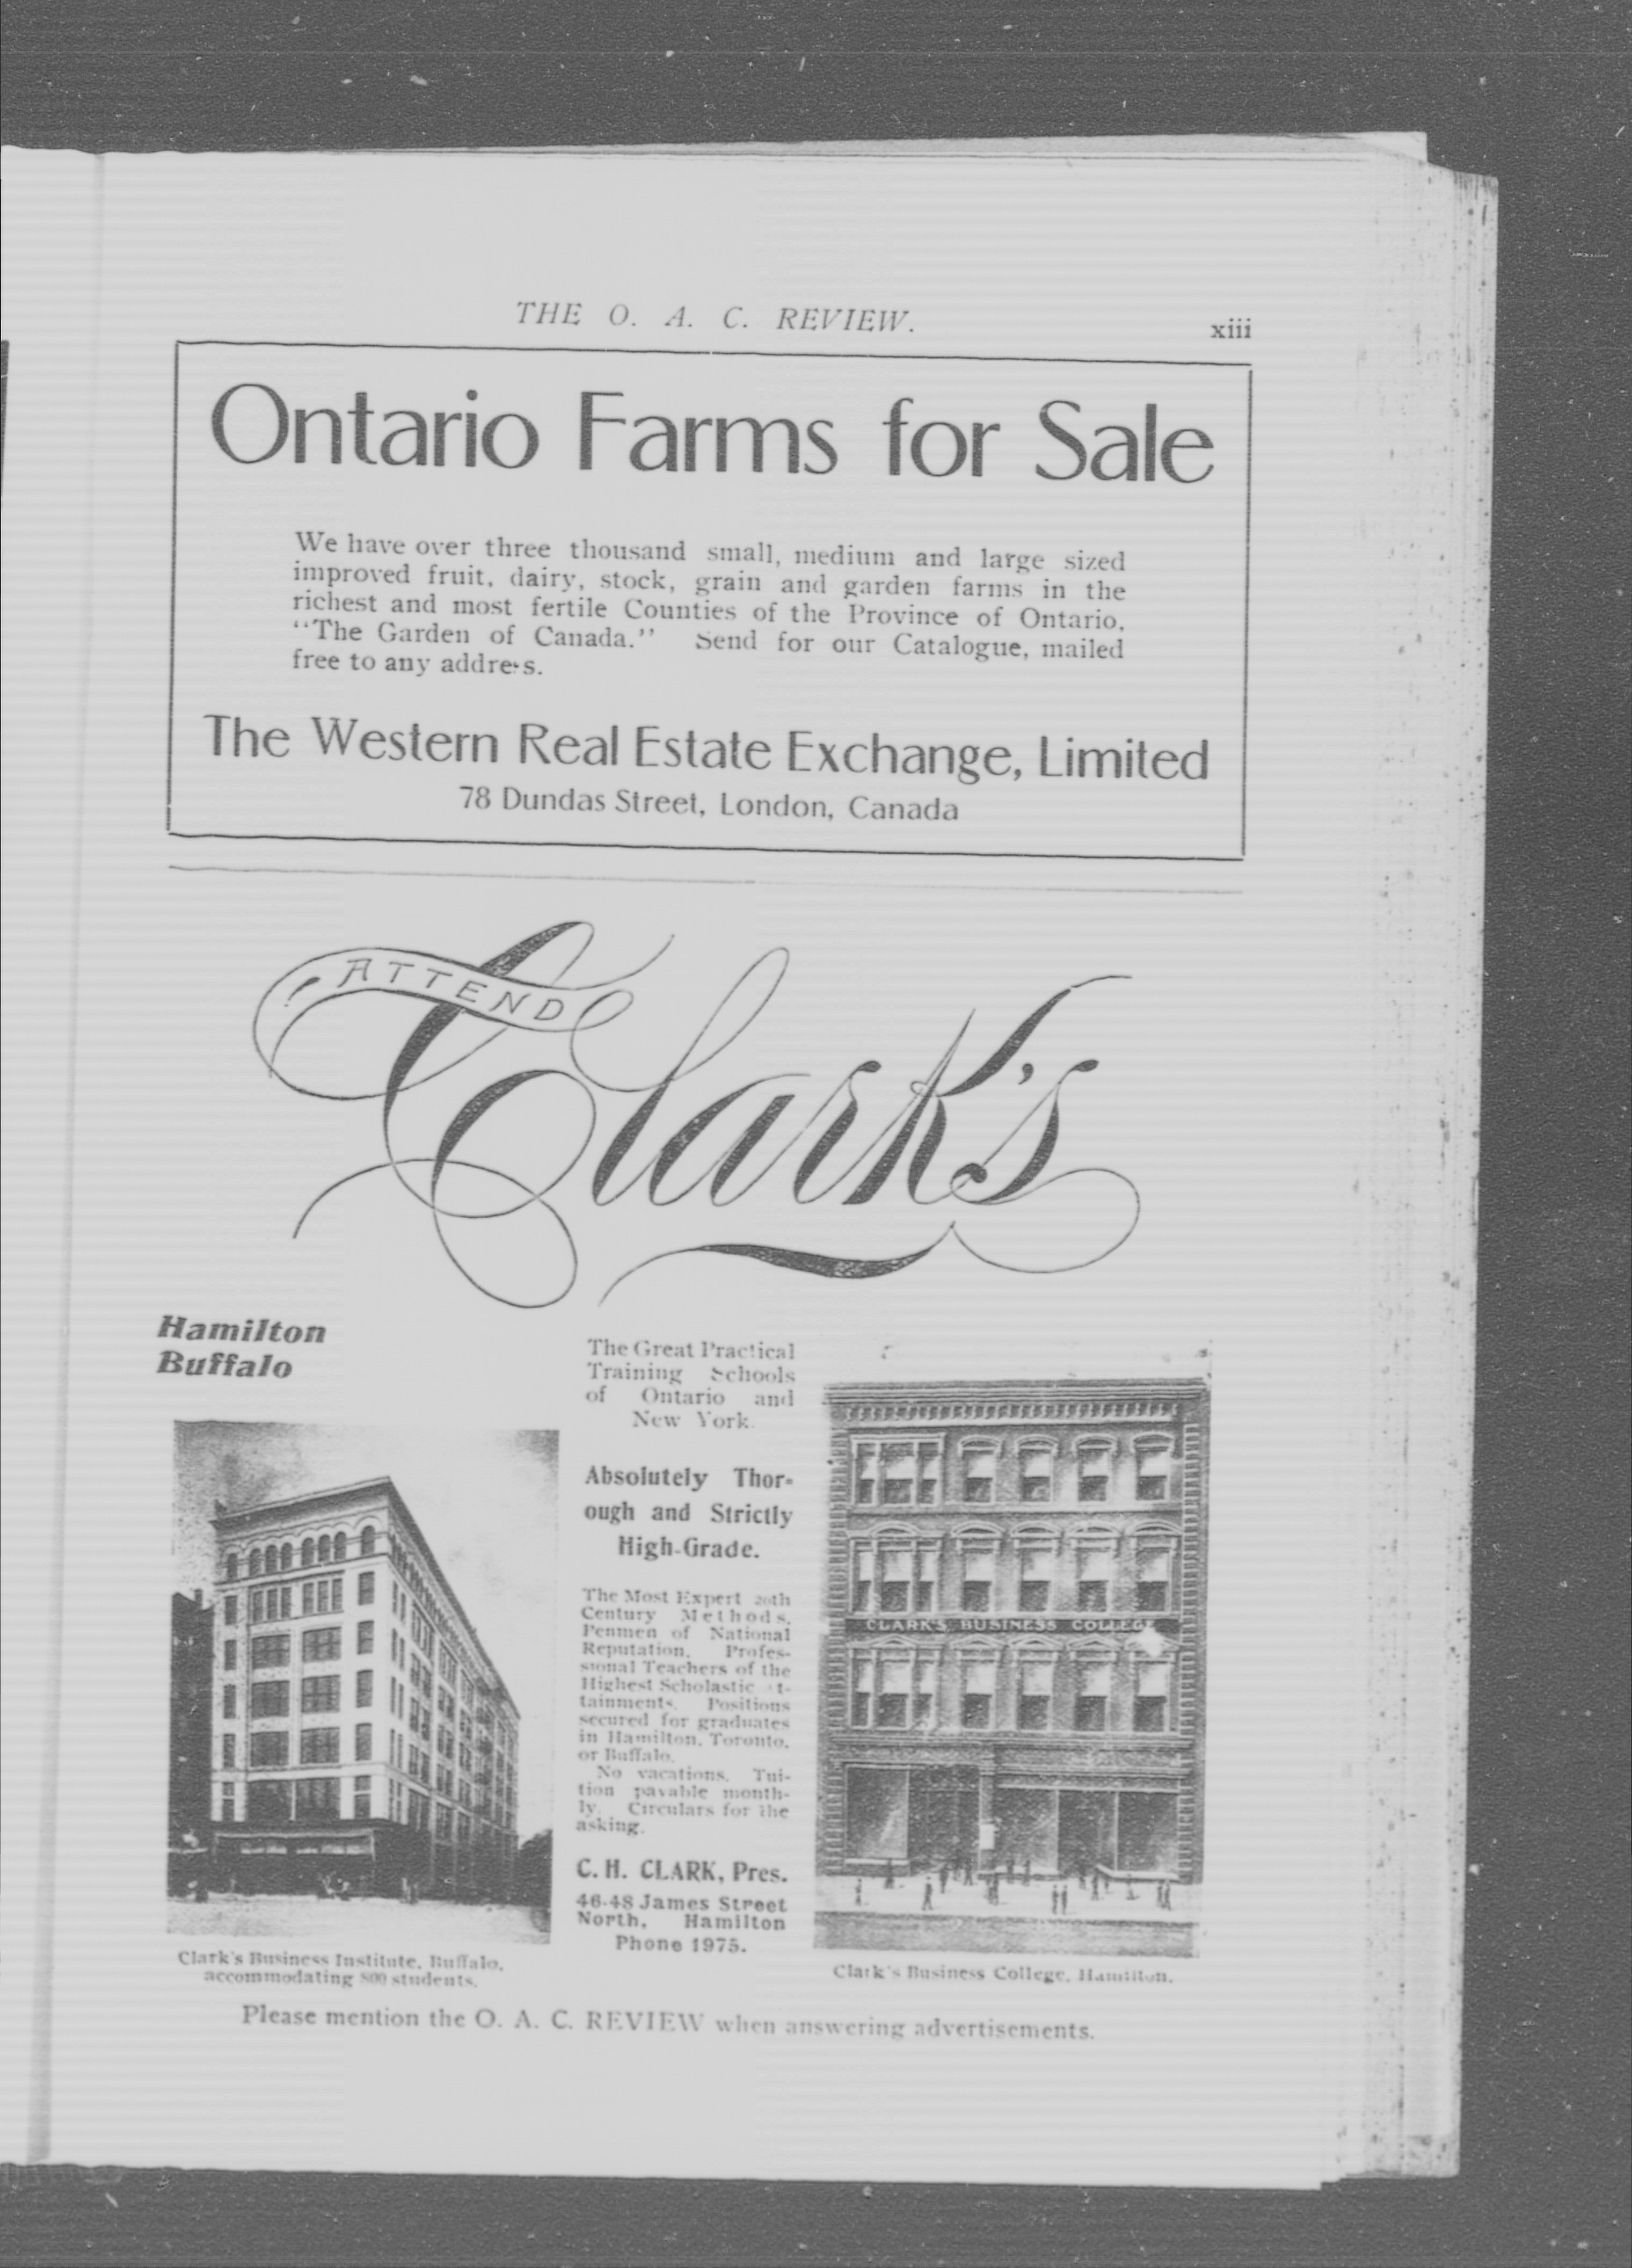 THE O. A. C. REVIEW.
xiii
Ontario Farms for Sale
We have over three thousand small, medium and large sized
improved fruit, dairy, stock, grain and garden farms in the
richest and most fertile Counties of the Province of Ontario,
“The Garden of Canada.” Send for our Catalogue, mailed
free to any address.
The Western Real Estate Exchange, Limited
78 Dundas Street, London, Canada
ATTEND
Clark's
Hamilton
Buffalo
The Great Practical
Training Schools
of Ontario and
New York.
Absolutely Thor-
ough and Strictly
High-Grade.
The Most Expert 20th
Century Methods.
Penmen of National
Reputation. Profes-
sional Teachers of the
Highest Scholastic t-
tainments. Positions
secured for graduates
in Hamilton, Toronto,
or Buffalo.
No vacations. Tui-
tion payable month-
ly. Circulars for the
asking.
C. H. CLARK, Pres.
46-48 James Street
North, Hamilton
Phone 1975.
CLARK'S BUSINESS COLLEGE
Clark's Business Institute, Buffalo,
accommodating 800 students.
Clark's Business College, Hamilton.
Please mention the O. A. C. REVIEW when answering advertisements.